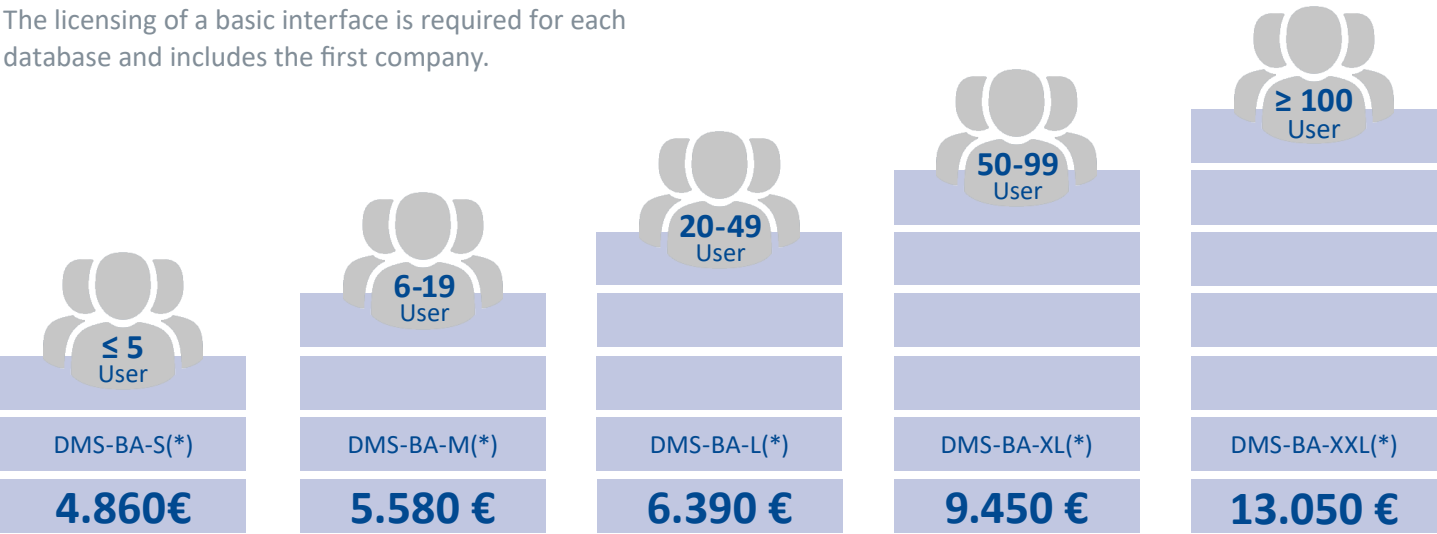 The licensing of a basic interface is required for each
database and includes the first company.
≤ 5
User
6-19
User
20-49
User
50-99
User
≥ 100
User
DMS-BA-S(*)
DMS-BA-M(*)
DMS-BA-L(*)
DMS-BA-XL(*)
DMS-BA-XXL(*)
4.860€
5.580 €
6.390 €
9.450 €
13.050 €